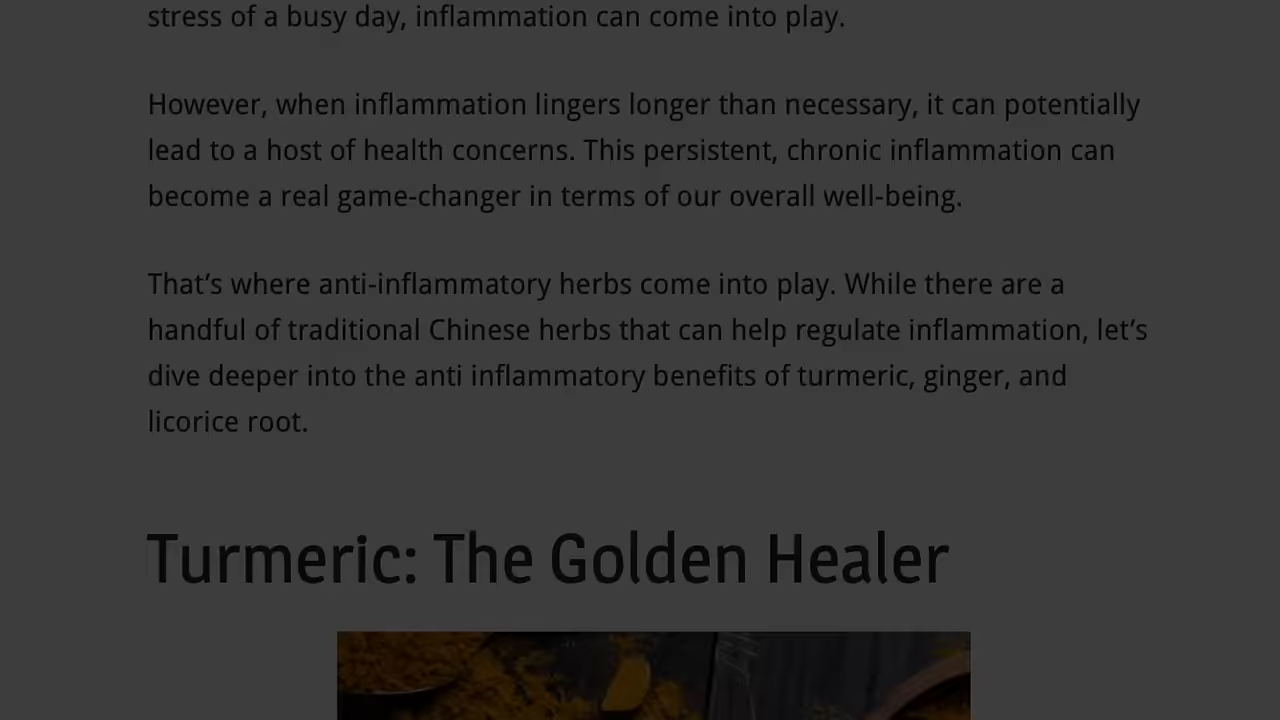 stress of a busy day, inflammation can come into play.
However, when inflammation lingers longer than necessary, it can potentially
lead to a host of health concerns. This persistent, chronic inflammation can
become a real game-changer in terms of our overall well-being.
That’s where anti-inflammatory herbs come into play. While there are a
handful of traditional Chinese herbs that can help regulate inflammation, let’s
dive deeper into the anti inflammatory benefits of turmeric, ginger, and
licorice root.
Turmeric: The Golden Healer